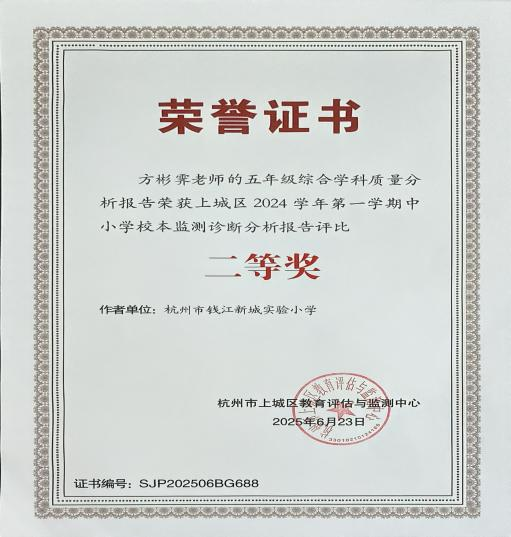 荣誉证书
方彬霁老师的五年级综合学科质量分
析报告荣获上城区 2024 学年第一学期中
小学校本监测诊断分析报告评比
二等奖
作者单位：杭州市钱江新城实验小学
杭州市上城区教育评估与监测中心
2025年6月23日
证书编号：SJP202506BG688